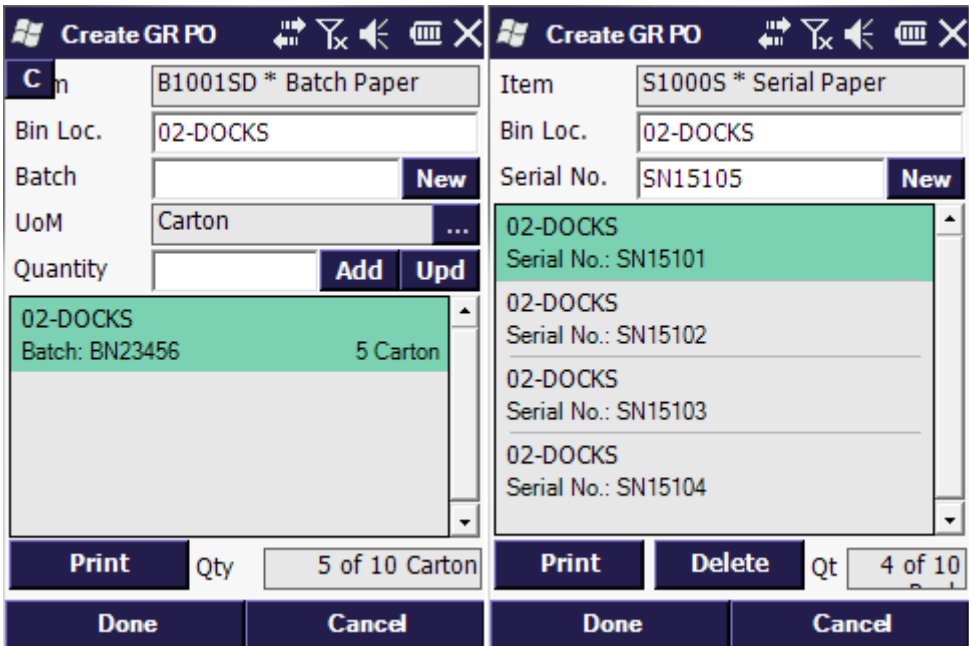 Create GR PO
C m
B1001SD * Batch Paper
Bin Loc. 02-DOCKS
Batch New
UoM Carton ...
Quantity Add Upd
02-DOCKS
Batch: BN23456 5 Carton
Print Qty 5 of 10 Carton
Done Cancel
Create GR PO
Item S1000S * Serial Paper
Bin Loc. 02-DOCKS
Serial No. SN15105 New
02-DOCKS
Serial No.: SN15101
02-DOCKS
Serial No.: SN15102
02-DOCKS
Serial No.: SN15103
02-DOCKS
Serial No.: SN15104
Print Delete Qt 4 of 10
Done Cancel